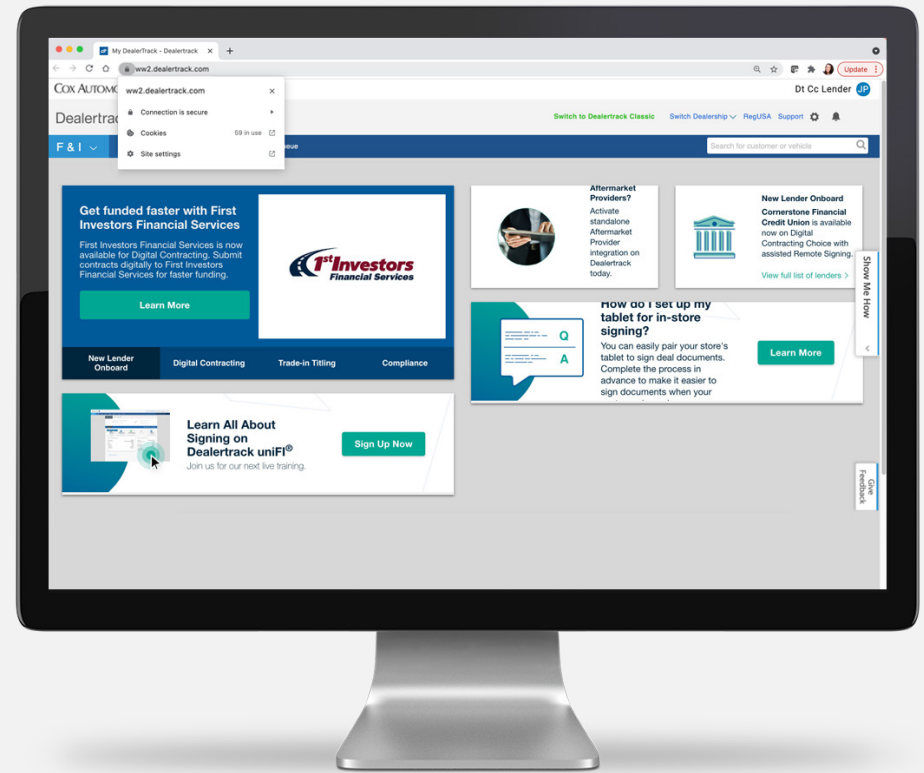 My DealerTrack - Dealertrack
ww2.dealertrack.com
Update
COX AUTOMO
Dt Cc Lender JP
ww2.dealertrack.com
Connection is secure
Cookies 59 in use
Site settings
Dealertrac
Switch to Dealertrack Classic Switch Dealership RegUSA Support
F & I
eue
Search for customer or vehicle
Get funded faster with First
Investors Financial Services
First Investors Financial Services is now
available for Digital Contracting. Submit
contracts digitally to First Investors
Financial Services for faster funding.
Learn More
1st Investors
Financial Services
New Lender
Onboard
Digital Contracting
Trade-in Titling
Compliance
Aftermarket
Providers?
Activate
standalone
Aftermarket
Provider
integration on
Dealertrack
today.
New Lender Onboard
Cornerstone Financial
Credit Union is available
now on Digital
Contracting Choice with
assisted Remote Signing.
View full list of lenders >
Show Me How
How do I set up my
tablet for in-store
signing?
You can easily pair your store's
tablet to sign deal documents.
Complete the process in
advance to make it easier to
sign documents when your
Q
A
Learn More
Learn All About
Signing on
Dealertrack uniFI®
Join us for our next live training.
Sign Up Now
Give
Feedback